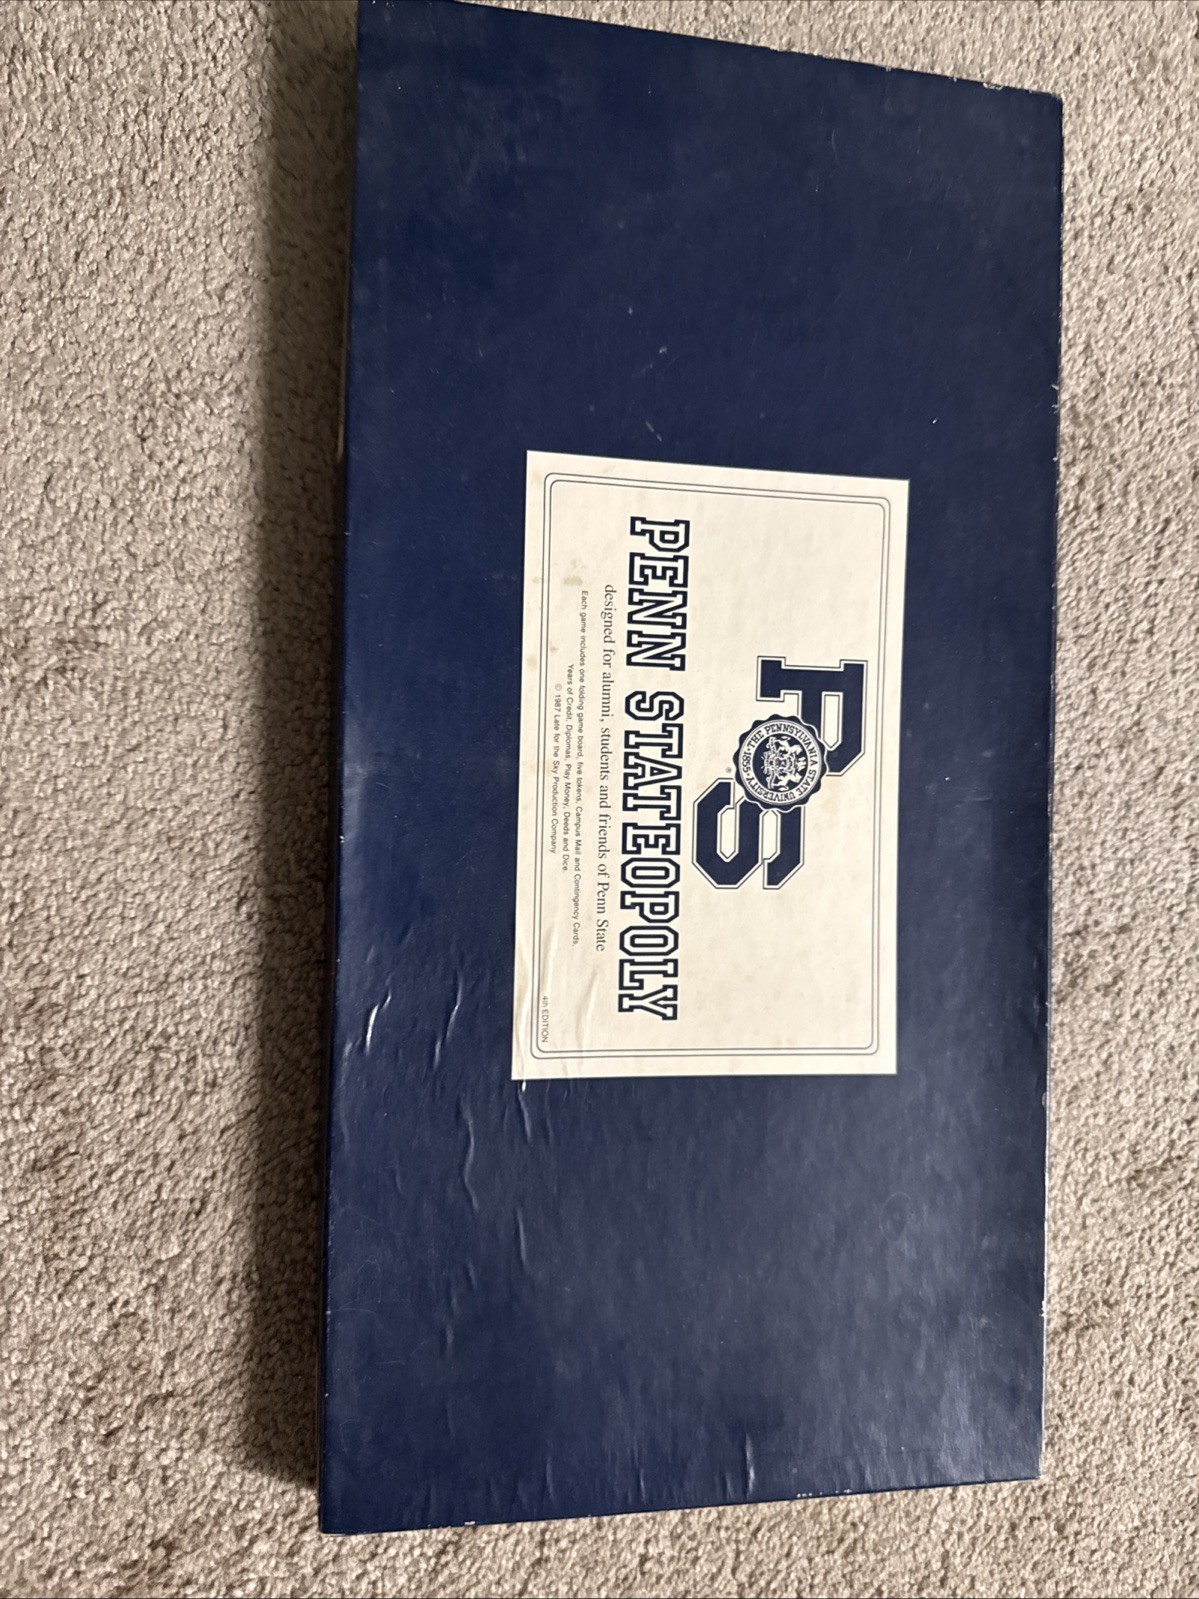 PS
THE PENNSYLVANIA STATE UNIVERSITY
1855
®
PENN STATEOPOLY
designed for alumni, students and friends of Penn State
Each game includes one folding game board, five tokens, Campus Mail and Contingency Cards,
Years of Credit, Diplomas, Play Money, Deeds and Dice.
© 1987 Late for the Sky Production Company
4th EDITION